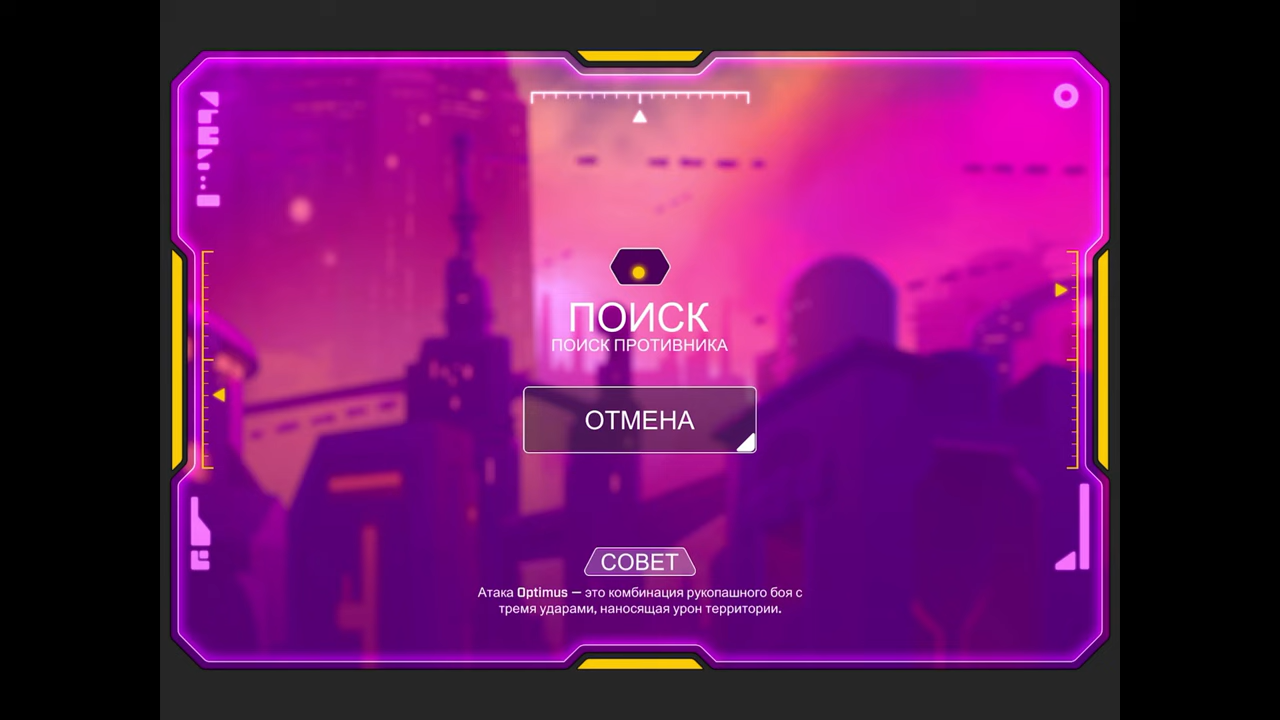 ПОИСК
ПОИСК ПРОТИВНИКА
ОТМЕНА
СОВЕТ
Атака Optimus — это комбинация рукопашного боя с
тремя ударами, наносящая урон территории.